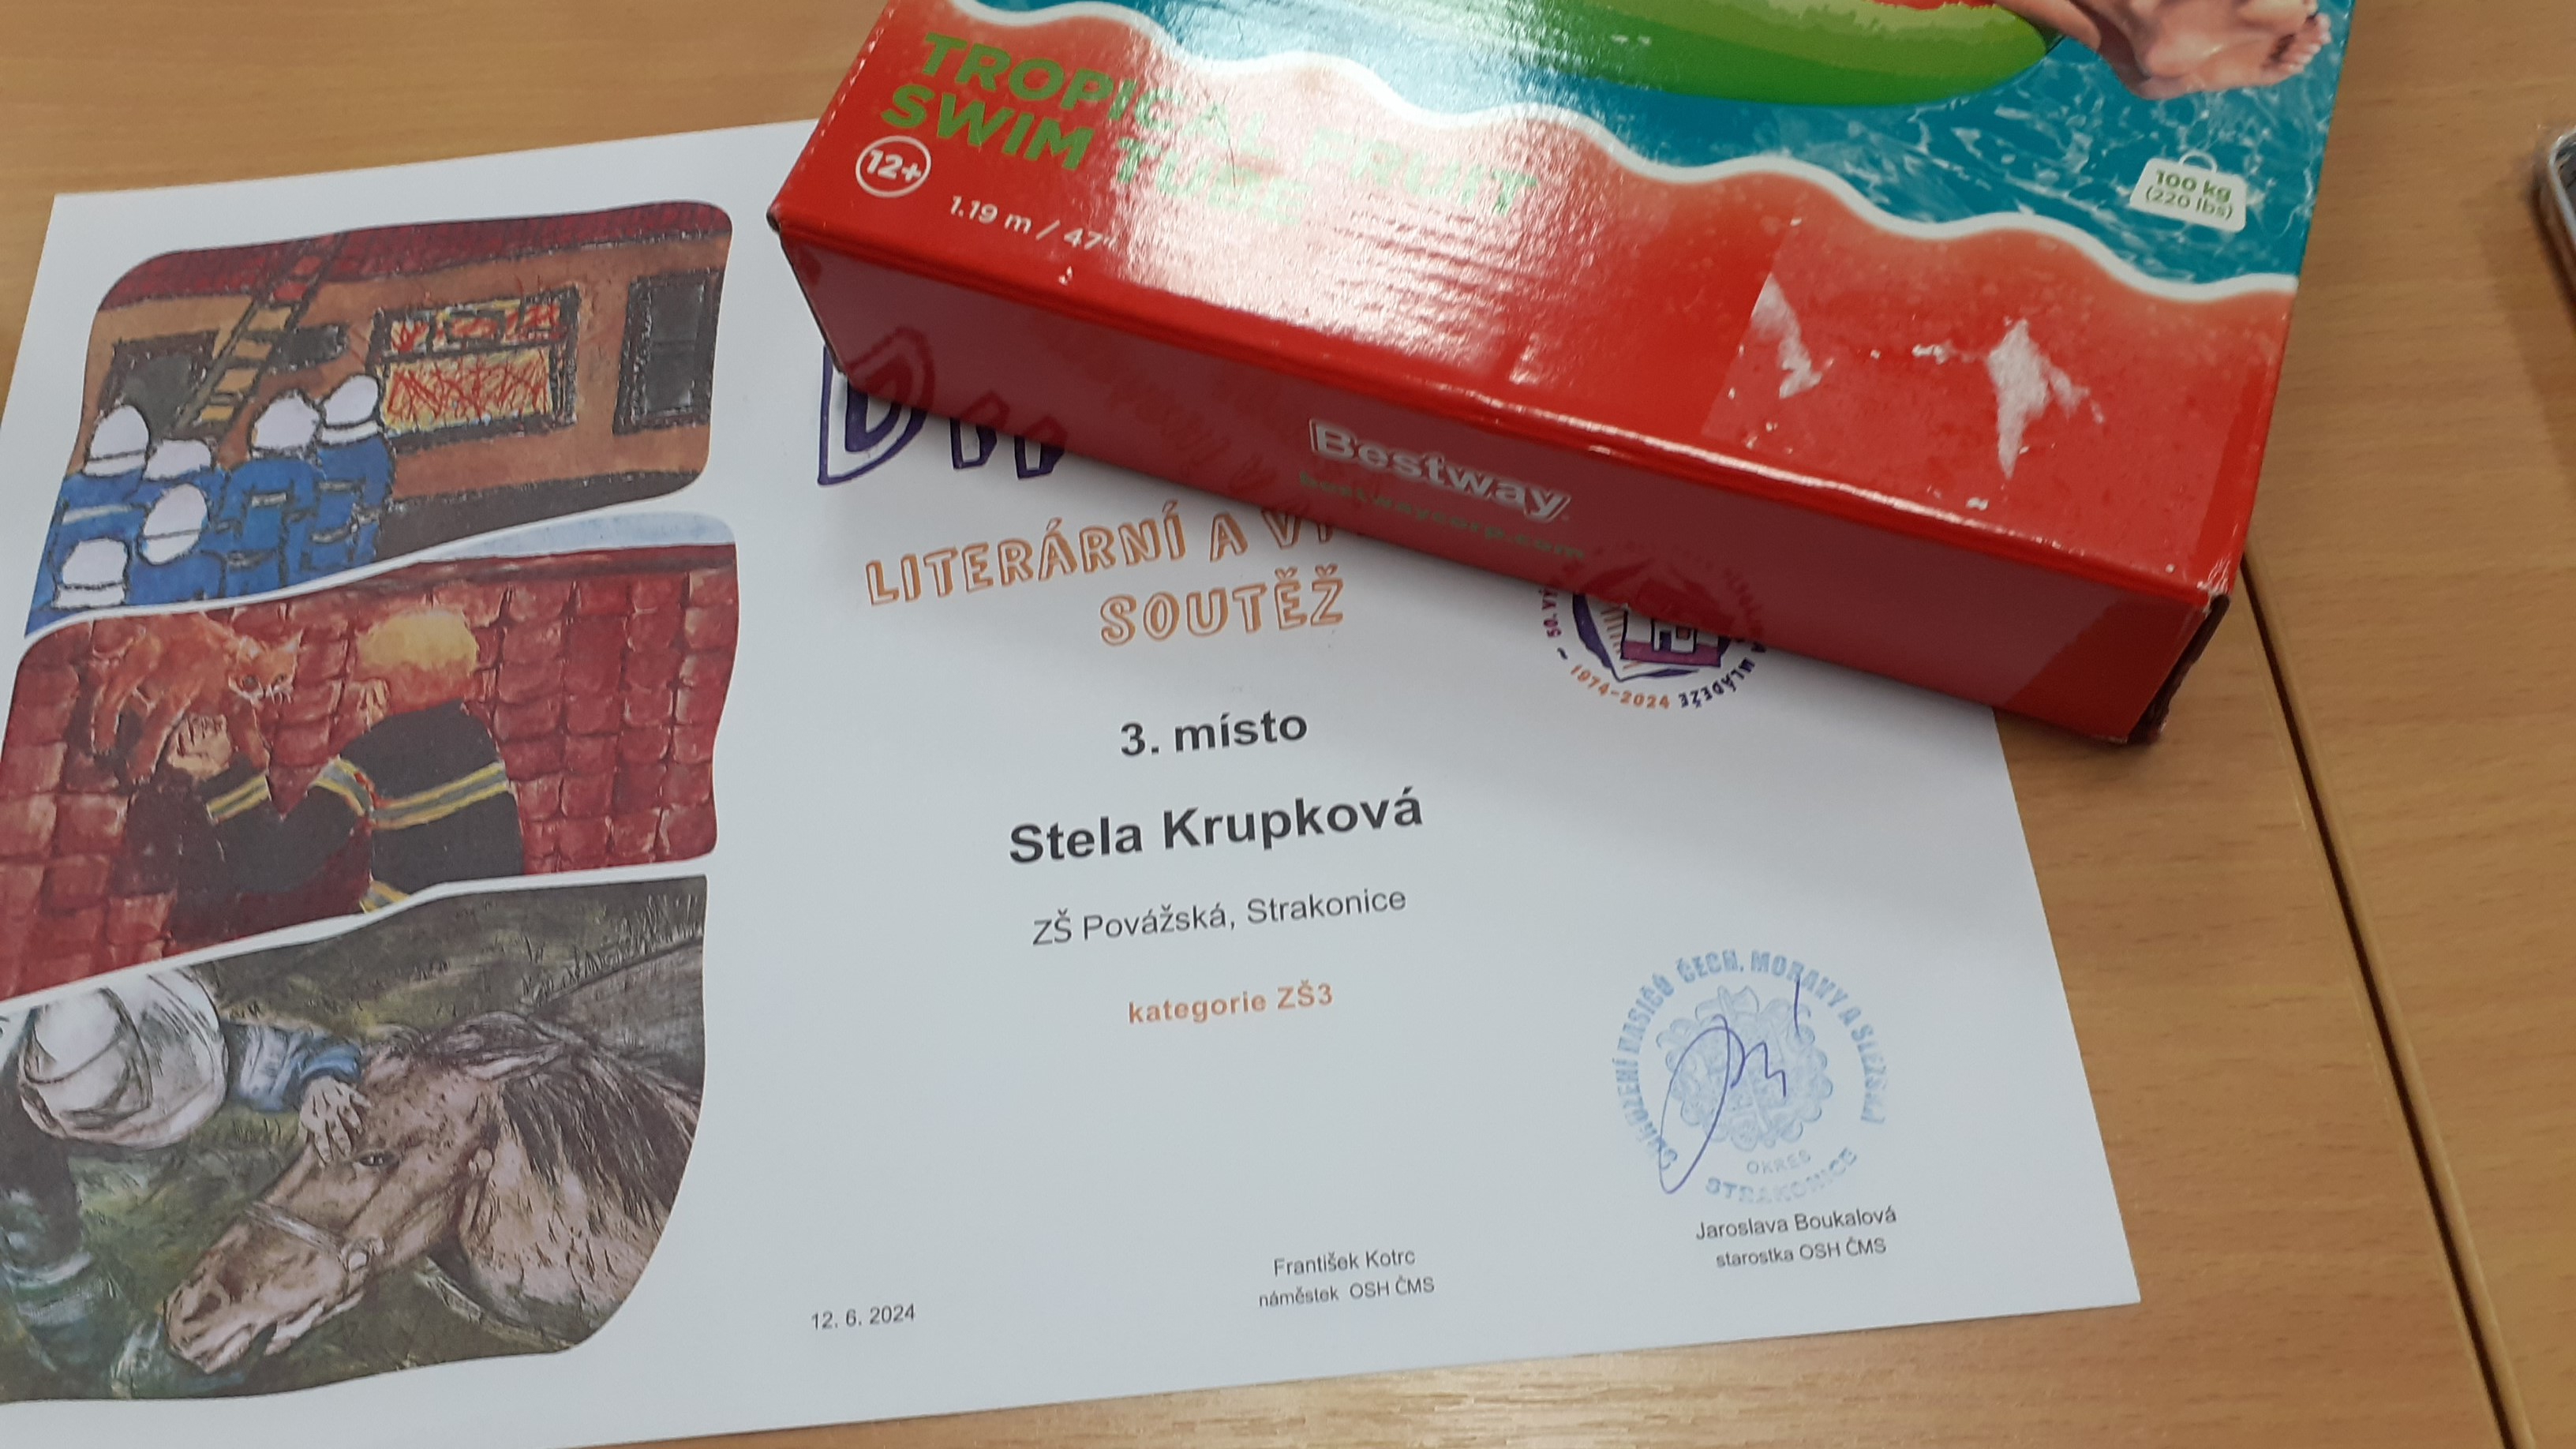 TROPICAL FRUIT
SWIM TUBE
12+
1.19 m / 47"
100 kg
(220 lbs)
Bestway
bestwaycorp.com
LITERÁRNÍ A
SOUTĚŽ
1974-2024
MLÁDEŽE
3. místo
Stela Krupková
ZŠ Povážská, Strakonice
kategorie ZŠ3
SDRUŽENÍ HASIČŮ ČECH, MORAVY A SLEZSKA
OKRES
STRAKONICE
Jaroslava Boukalová
starostka OSH ČMS
František Kotrc
náměstek OSH ČMS
12. 6. 2024